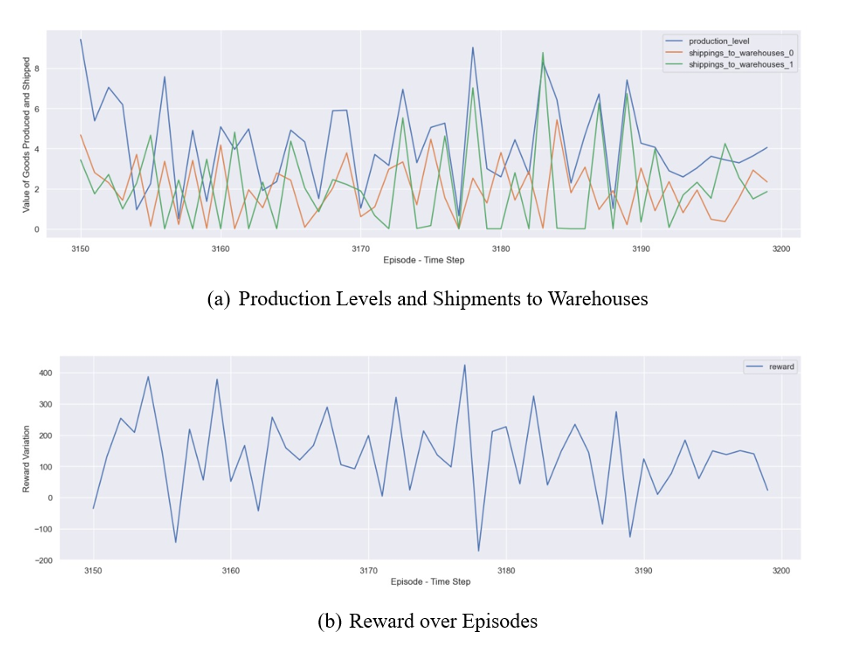 production_level
shippings_to_warehouses_0
shippings_to_warehouses_1
Value of Goods Produced and Shipped
8
6
4
2
0
3150 3160 3170 3180 3190 3200
Episode - Time Step
(a) Production Levels and Shipments to Warehouses
reward
Reward Variation
400
300
200
100
0
−100
−200
3150 3160 3170 3180 3190 3200
Episode - Time Step
(b) Reward over Episodes